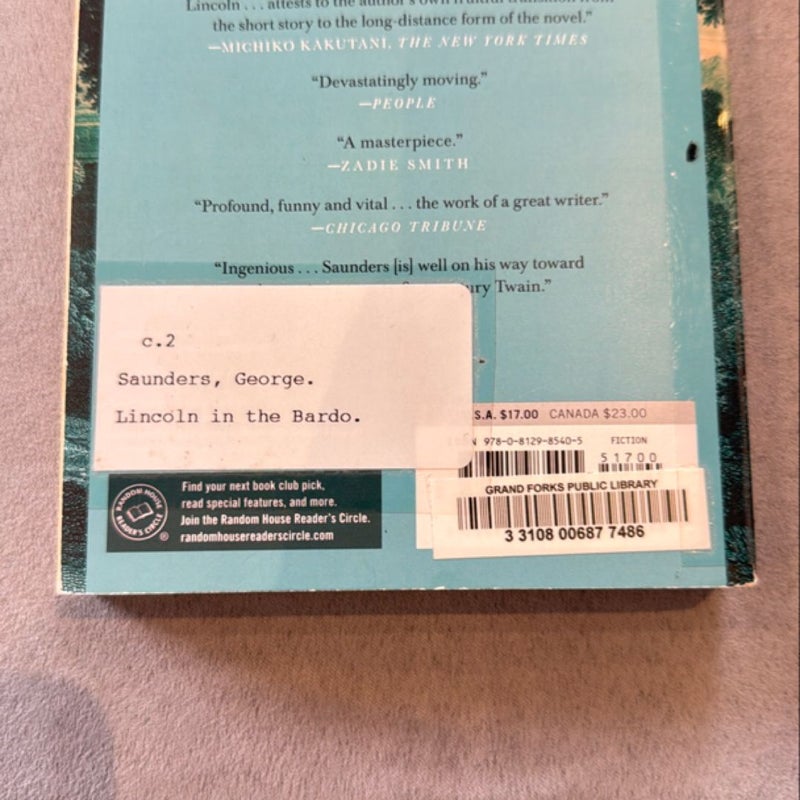 Lincoln . . . attests to the author's own fruitful transition from
the short story to the long-distance form of the novel.”
—MICHIKO KAKUTANI, THE NEW YORK TIMES
“Devastatingly moving.”
—PEOPLE
“A masterpiece.”
—ZADIE SMITH
“Profound, funny and vital . . . the work of a great writer.”
—CHICAGO TRIBUNE
“Ingenious . . . Saunders [is] well on his way toward
Twain.”
c.2
Saunders, George.
Lincoln in the Bardo.
S.A. $17.00 CANADA $23.00
978-0-8129-8540-5 FICTION
51700
GRAND FORKS PUBLIC LIBRARY
3 3108 00687 7486
RANDOM HOUSE
READER'S CIRCLE
®
Find your next book club pick,
read special features, and more.
Join the Random House Reader's Circle.
randomhousereaderscircle.com